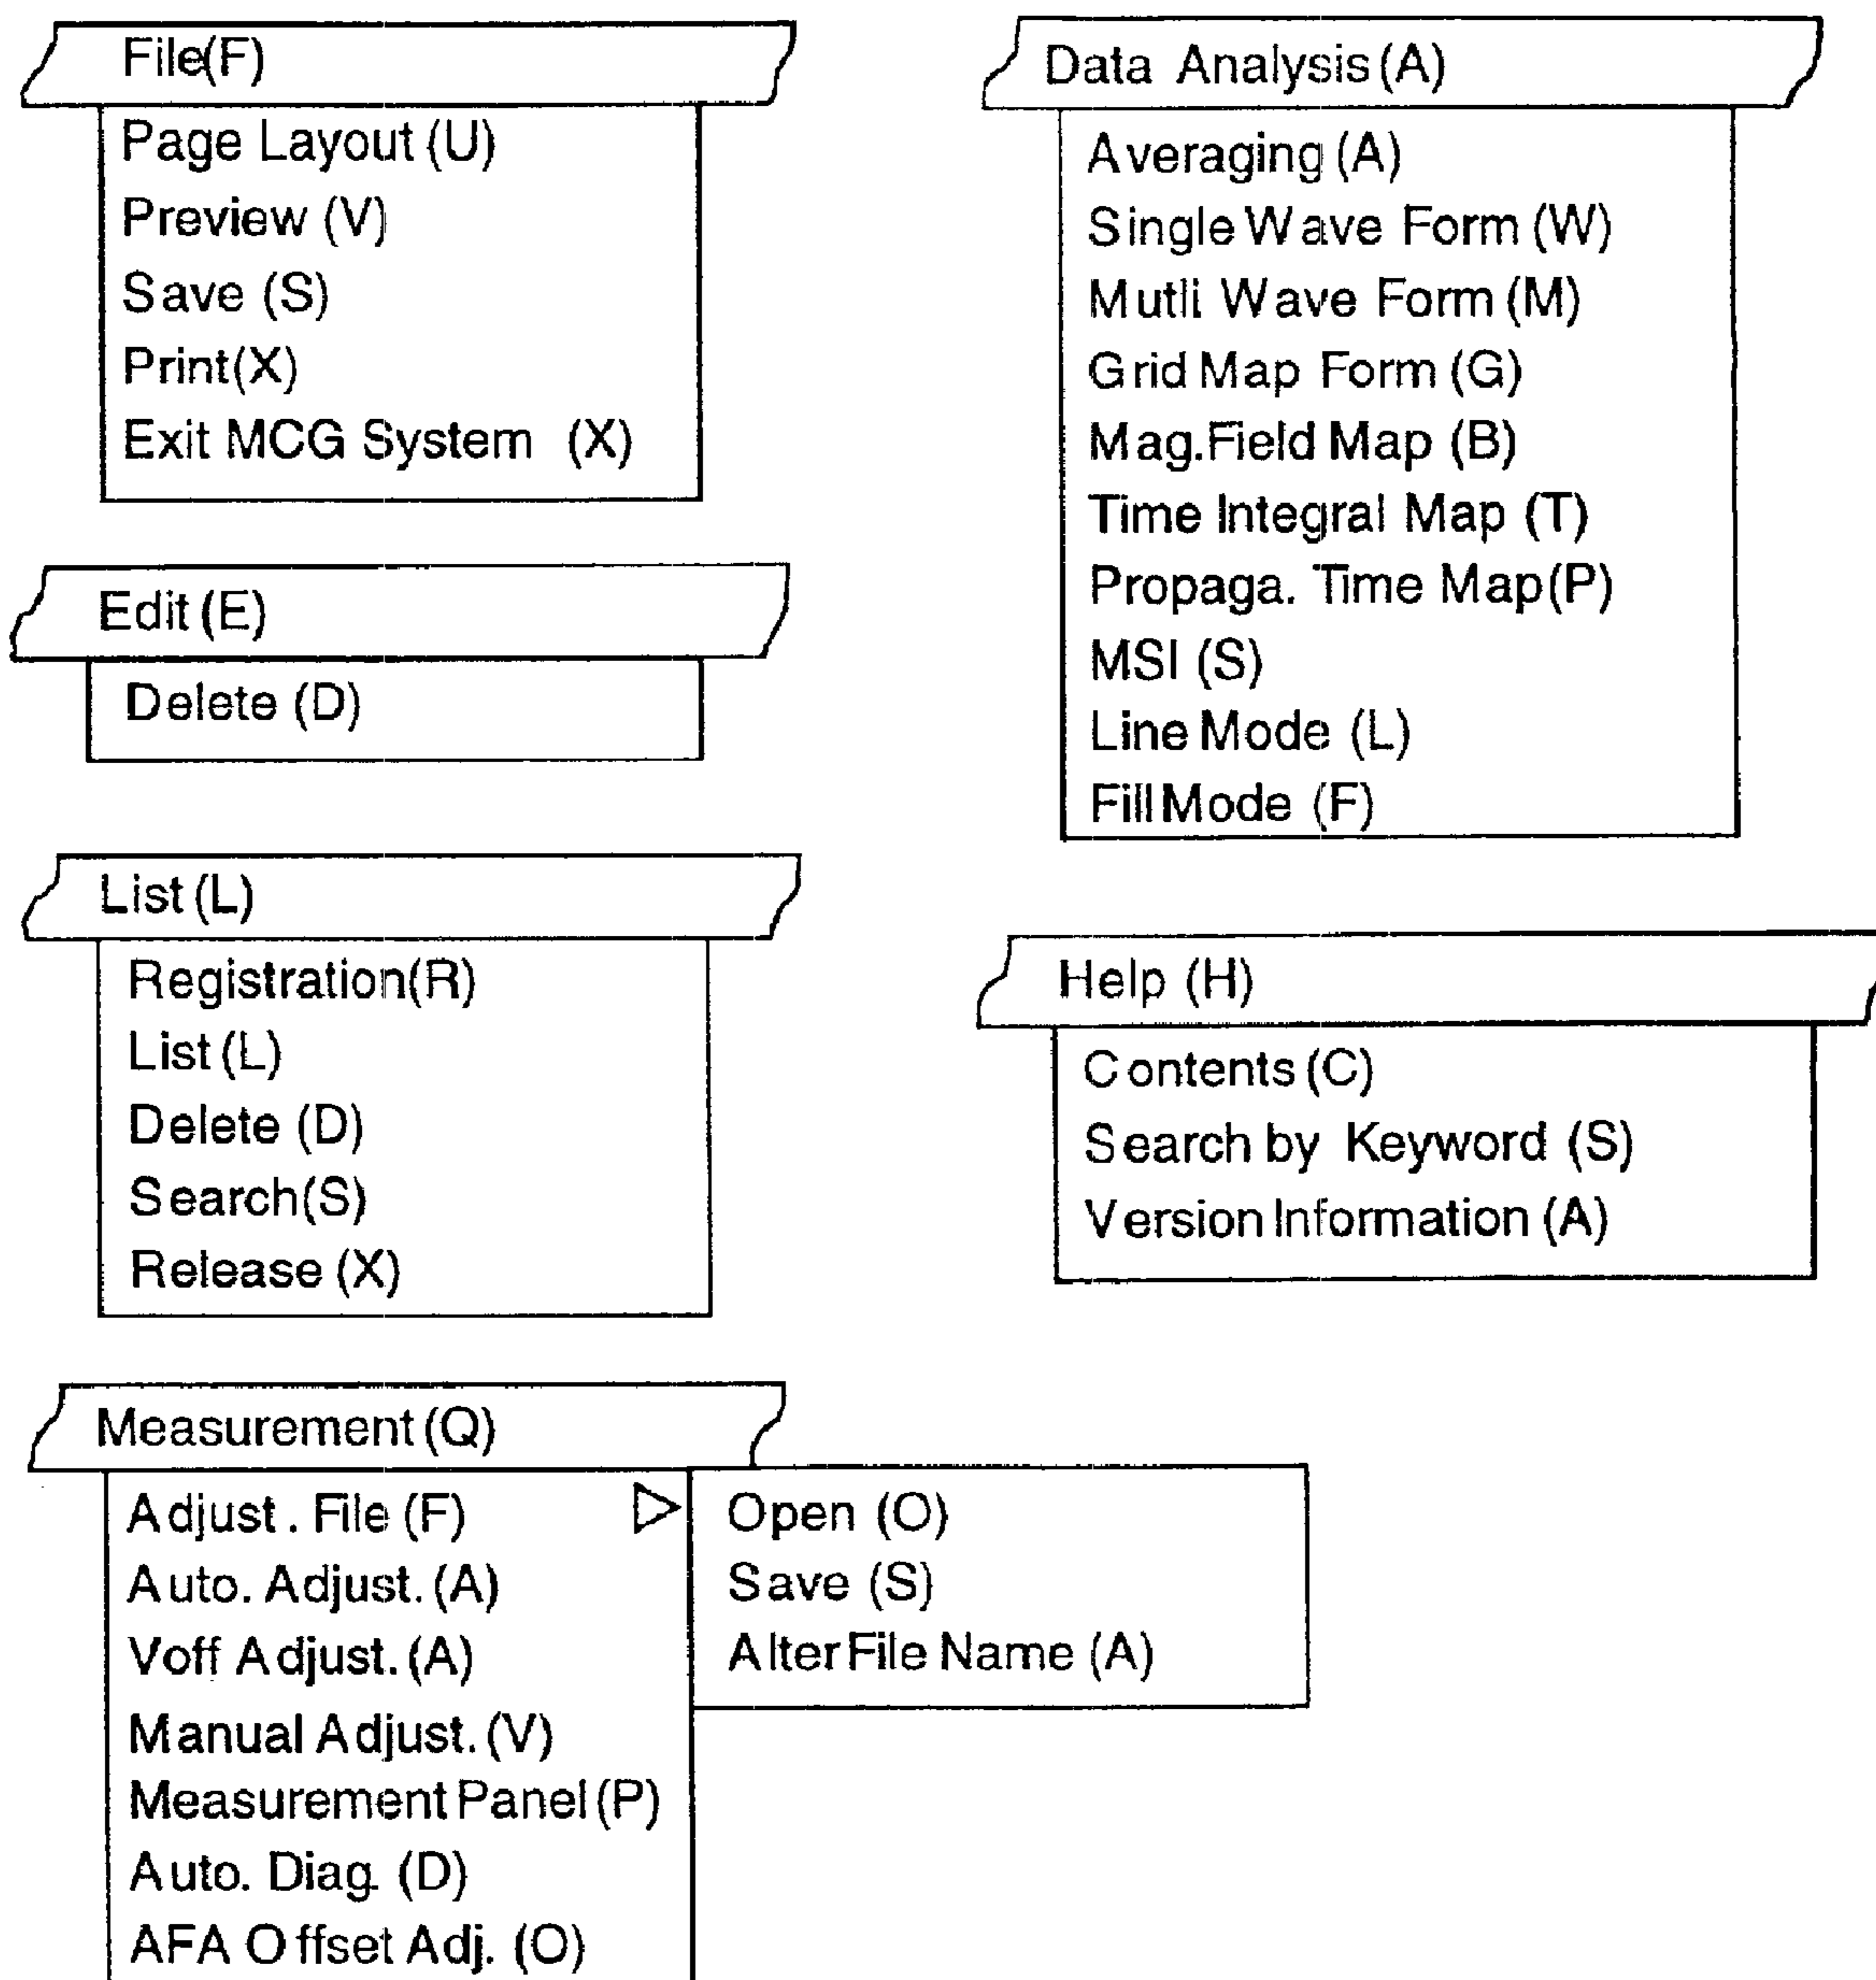 File(F)
Page Layout (U)
Preview (V)
Save (S)
Print(X)
Exit MCG System (X)
Edit (E)
Delete (D)
List (L)
Registration(R)
List (L)
Delete (D)
Search(S)
Release (X)
Measurement (Q)
Adjust. File (F)
Auto. Adjust. (A)
Voff Adjust. (A)
Manual Adjust. (V)
Measurement Panel (P)
Auto. Diag. (D)
AFA Offset Adj. (O)
Open (O)
Save (S)
Alter File Name (A)
Data Analysis (A)
Averaging (A)
Single Wave Form (W)
Mutli Wave Form (M)
Grid Map Form (G)
Mag.Field Map (B)
Time Integral Map (T)
Propaga. Time Map(P)
MSI (S)
Line Mode (L)
Fill Mode (F)
Help (H)
Contents (C)
Search by Keyword (S)
Version Information (A)